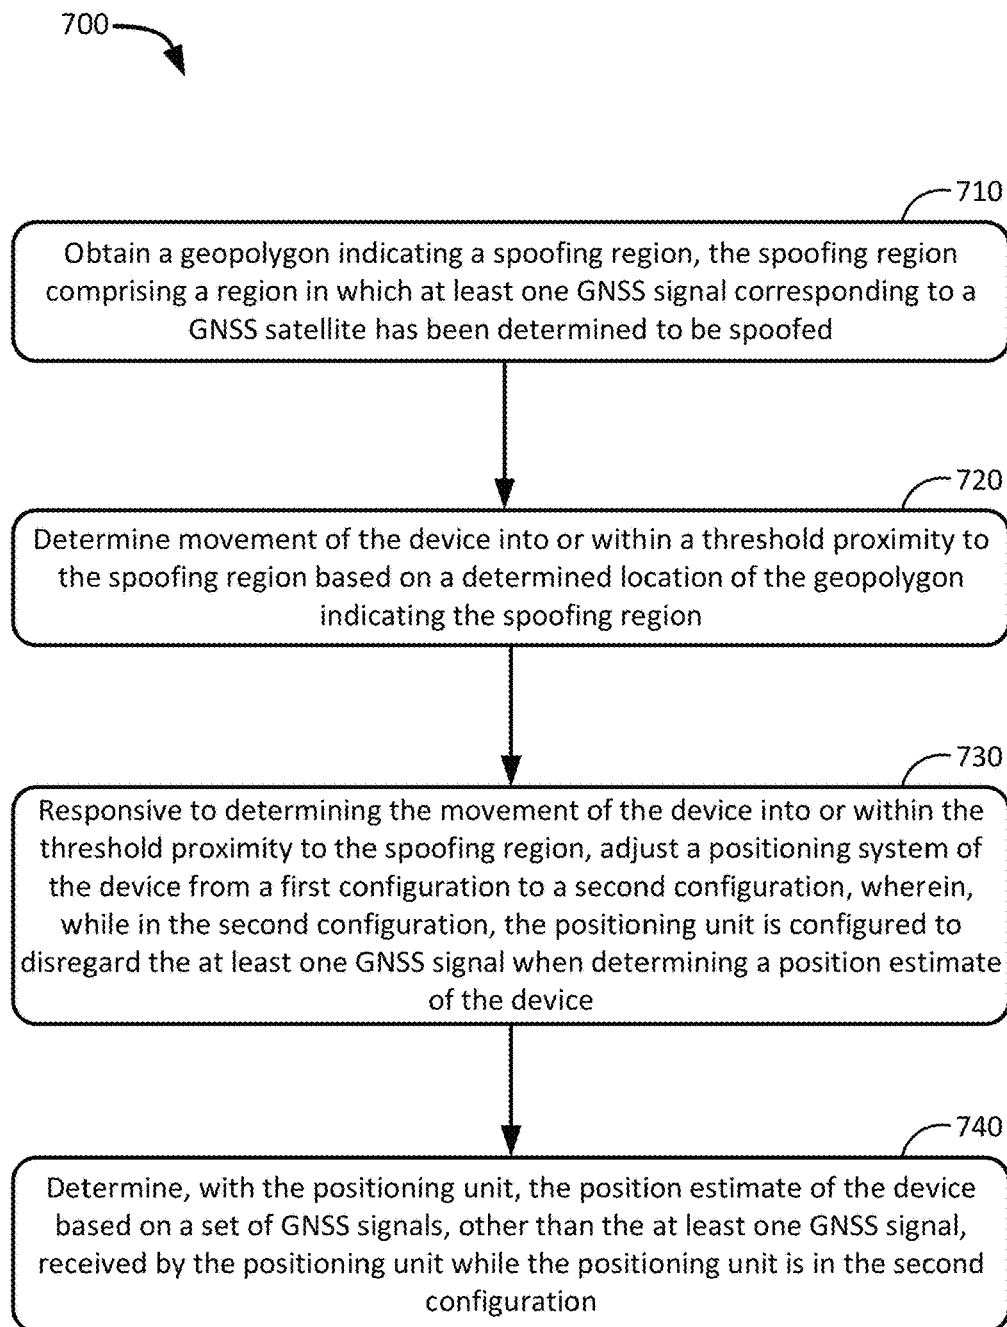 700
710
Obtain a geopolygon indicating a spoofing region, the spoofing region
comprising a region in which at least one GNSS signal corresponding to a
GNSS satellite has been determined to be spoofed
720
Determine movement of the device into or within a threshold proximity to
the spoofing region based on a determined location of the geopolygon
indicating the spoofing region
730
Responsive to determining the movement of the device into or within the
threshold proximity to the spoofing region, adjust a positioning system of
the device from a first configuration to a second configuration, wherein,
while in the second configuration, the positioning unit is configured to
disregard the at least one GNSS signal when determining a position estimate
of the device
740
Determine, with the positioning unit, the position estimate of the device
based on a set of GNSS signals, other than the at least one GNSS signal,
received by the positioning unit while the positioning unit is in the second
configuration